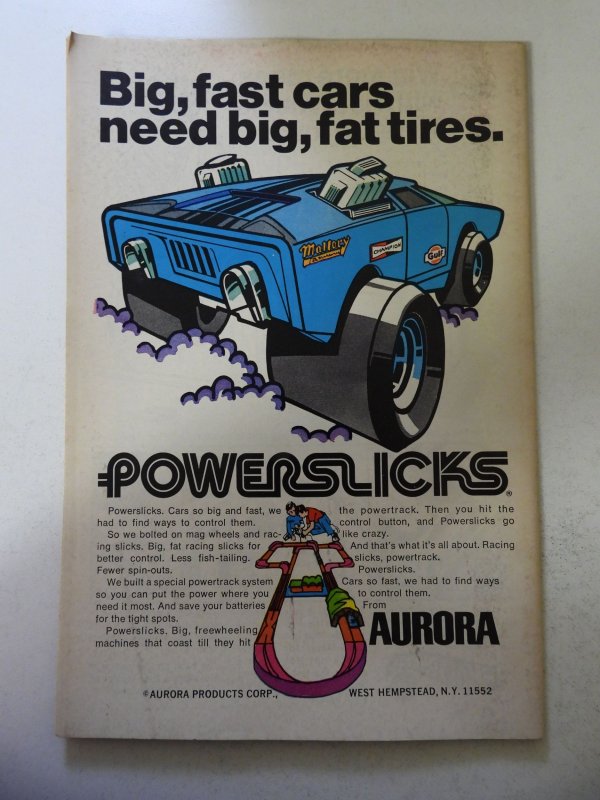 Big, fast cars
need big, fat tires.
Mallory
CHAMPION
Gulf
POWERSLICKS®
Powerslicks. Cars so big and fast, we
had to find ways to control them.
So we bolted on mag wheels and rac-
ing slicks. Big, fat racing slicks for
better control. Less fish-tailing.
Fewer spin-outs.
We built a special powertrack system
so you can put the power where you
need it most. And save your batteries
for the tight spots.
Powerslicks. Big, freewheeling
machines that coast till they hit
the powertrack. Then you hit the
control button, and Powerslicks go
like crazy.
And that's what it's all about. Racing
slicks, powertrack.
Powerslicks.
Cars so fast, we had to find ways
to control them.
From
AURORA
©AURORA PRODUCTS CORP., WEST HEMPSTEAD, N.Y. 11552